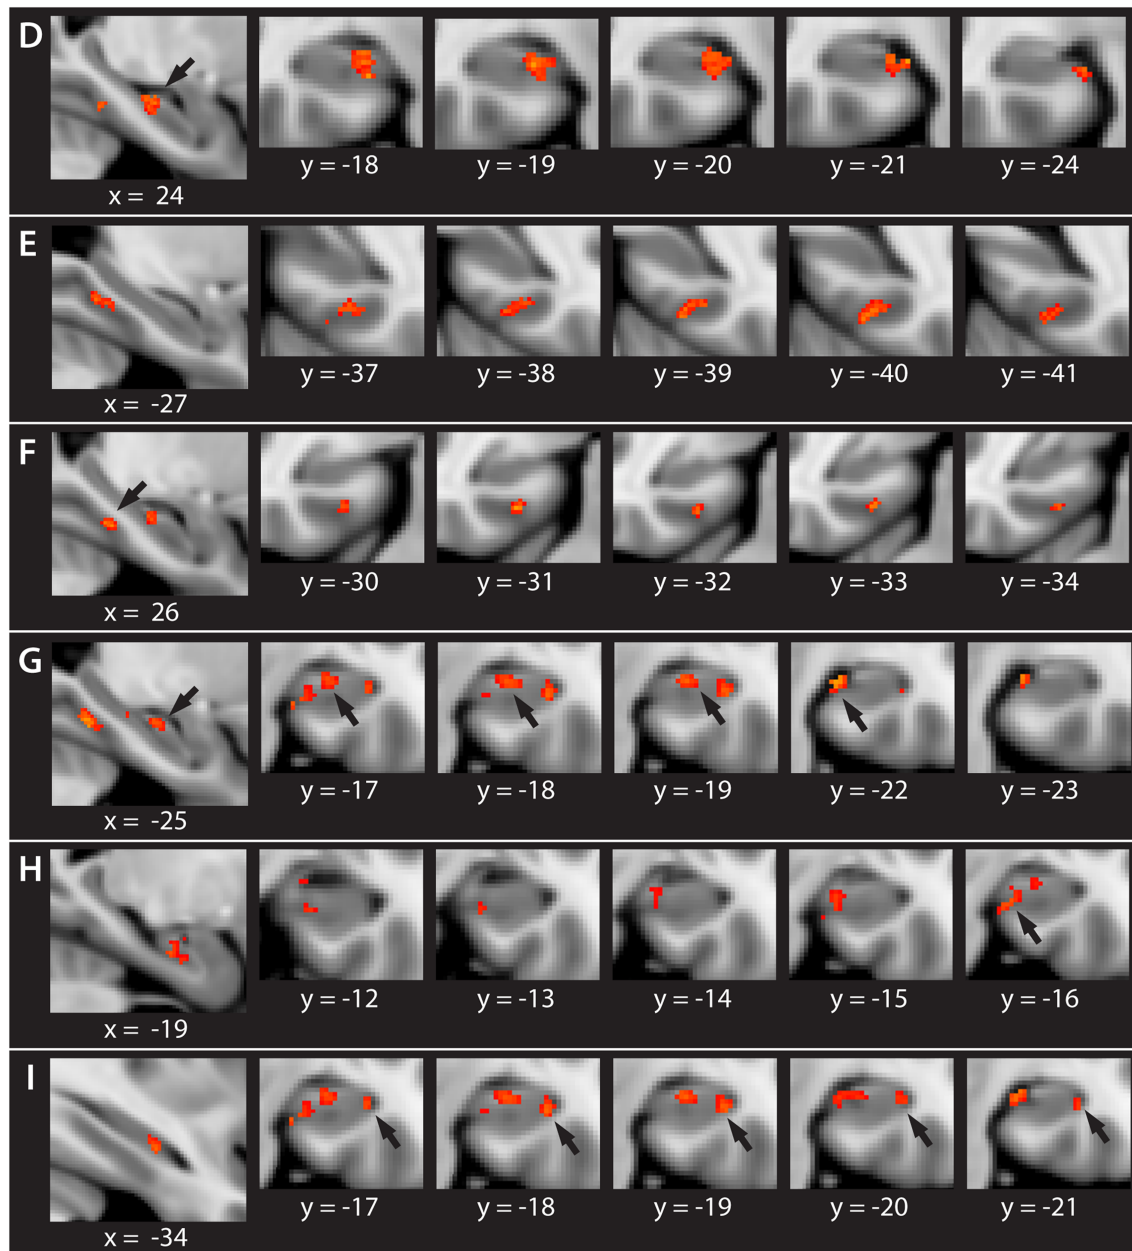 D
y = -18 y = -19 y = -20 y = -21 y = -24
x = 24
E
y = -37 y = -38 y = -39 y = -40 y = -41
x = -27
F
y = -30 y = -31 y = -32 y = -33 y = -34
x = 26
G
y = -17 y = -18 y = -19 y = -22 y = -23
x = -25
H
y = -12 y = -13 y = -14 y = -15 y = -16
x = -19
I
y = -17 y = -18 y = -19 y = -20 y = -21
x = -34